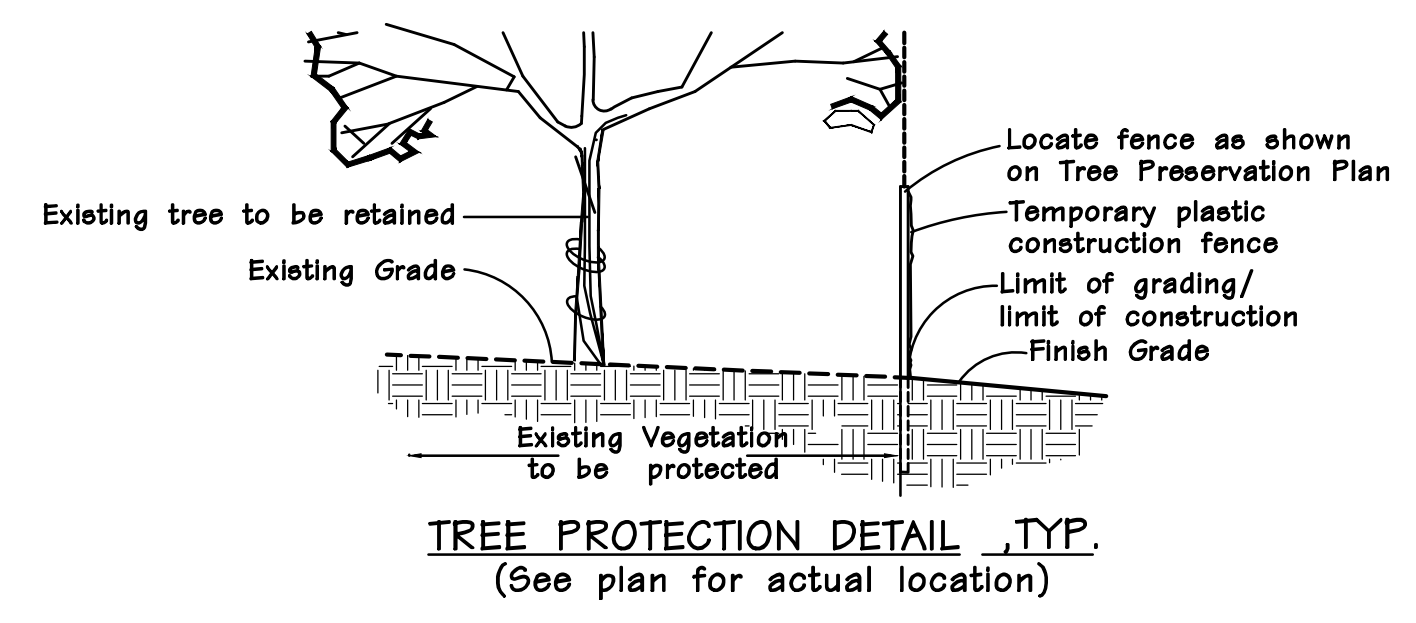 Locate fence as shown
on Tree Preservation Plan
Existing tree to be retained
Temporary plastic
construction fence
Existing Grade
Limit of grading/
limit of construction
Finish Grade
Existing Vegetation
to be protected
TREE PROTECTION DETAIL ,TYP.
(See plan for actual location)